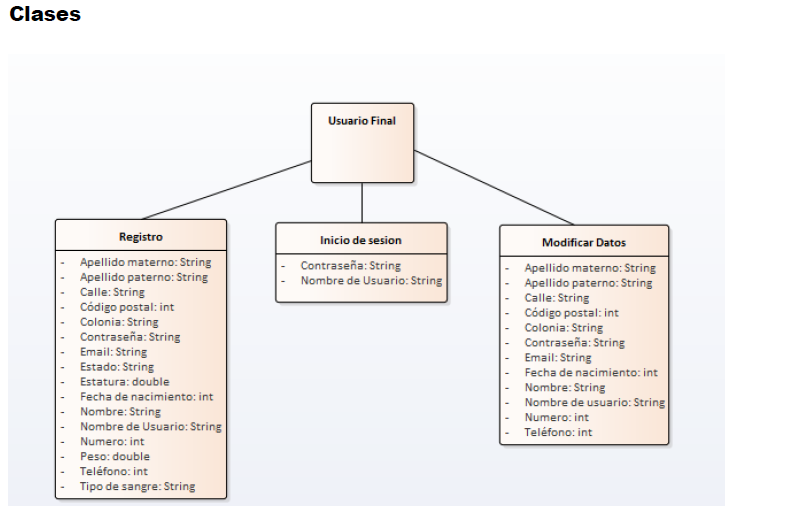 Clases
Usuario Final
Registro
- Apellido materno: String
- Apellido paterno: String
- Calle: String
- Código postal: int
- Colonia: String
- Contraseña: String
- Email: String
- Estado: String
- Estatura: double
- Fecha de nacimiento: int
- Nombre: String
- Nombre de Usuario: String
- Numero: int
- Peso: double
- Teléfono: int
- Tipo de sangre: String
Inicio de sesion
- Contraseña: String
- Nombre de Usuario: String
Modificar Datos
- Apellido materno: String
- Apellido paterno: String
- Calle: String
- Código postal: int
- Colonia: String
- Contraseña: String
- Email: String
- Fecha de nacimiento: int
- Nombre: String
- Nombre de usuario: String
- Numero: int
- Teléfono: int